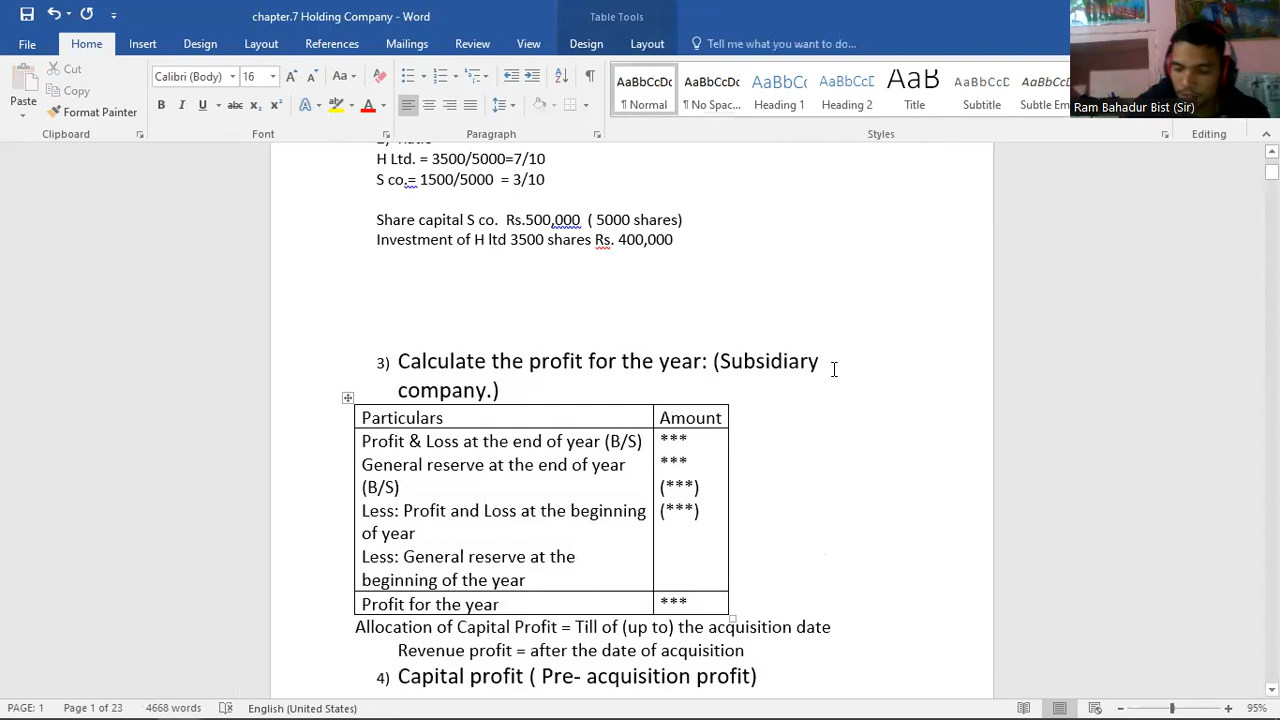 chapter.7 Holding Company - Word
Table Tools
File Home Insert Design Layout References Mailings Review View Design Layout Tell me what you want to do...
Cut
Copy
Format Painter
Paste
Clipboard
Calibri (Body) 16
Font
Paragraph
AaBbCcDc AaBbCcDc AaBbCc AaBbCcD AaB AaBbCcD AaBbCcD
¶ Normal ¶ No Spac... Heading 1 Heading 2 Title Subtitle Subtle Em...
Styles
Editing
Ram Bahadur Bist (Sir)
H Ltd. = 3500/5000=7/10
S co.= 1500/5000 = 3/10
Share capital S co. Rs.500,000 ( 5000 shares)
Investment of H ltd 3500 shares Rs. 400,000
3) Calculate the profit for the year: (Subsidiary
company.)
Particulars Amount
Profit & Loss at the end of year (B/S) ***
General reserve at the end of year ***
(B/S) (***)
Less: Profit and Loss at the beginning (***)
of year
Less: General reserve at the
beginning of the year
Profit for the year ***
Allocation of Capital Profit = Till of (up to) the acquisition date
Revenue profit = after the date of acquisition
4) Capital profit ( Pre- acquisition profit)
PAGE: 1 Page 1 of 23 4668 words English (United States) 95%